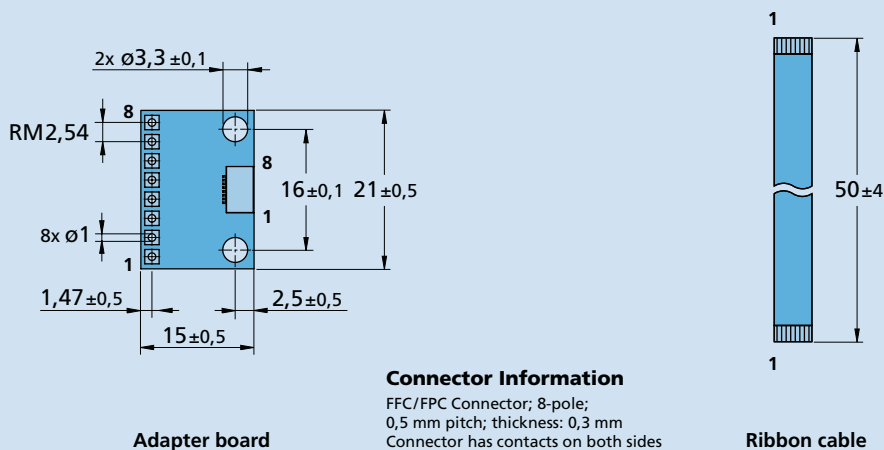 1
2x ø3,3 ±0,1
8
RM2,54
8
16±0,1
21±0,5
50±4
1
8x ø1
1
1,47±0,5
2,5±0,5
15±0,5
1
Connector Information
FFC/FPC Connector; 8-pole;
0,5 mm pitch; thickness: 0,3 mm
Connector has contacts on both sides
Adapter board
Ribbon cable